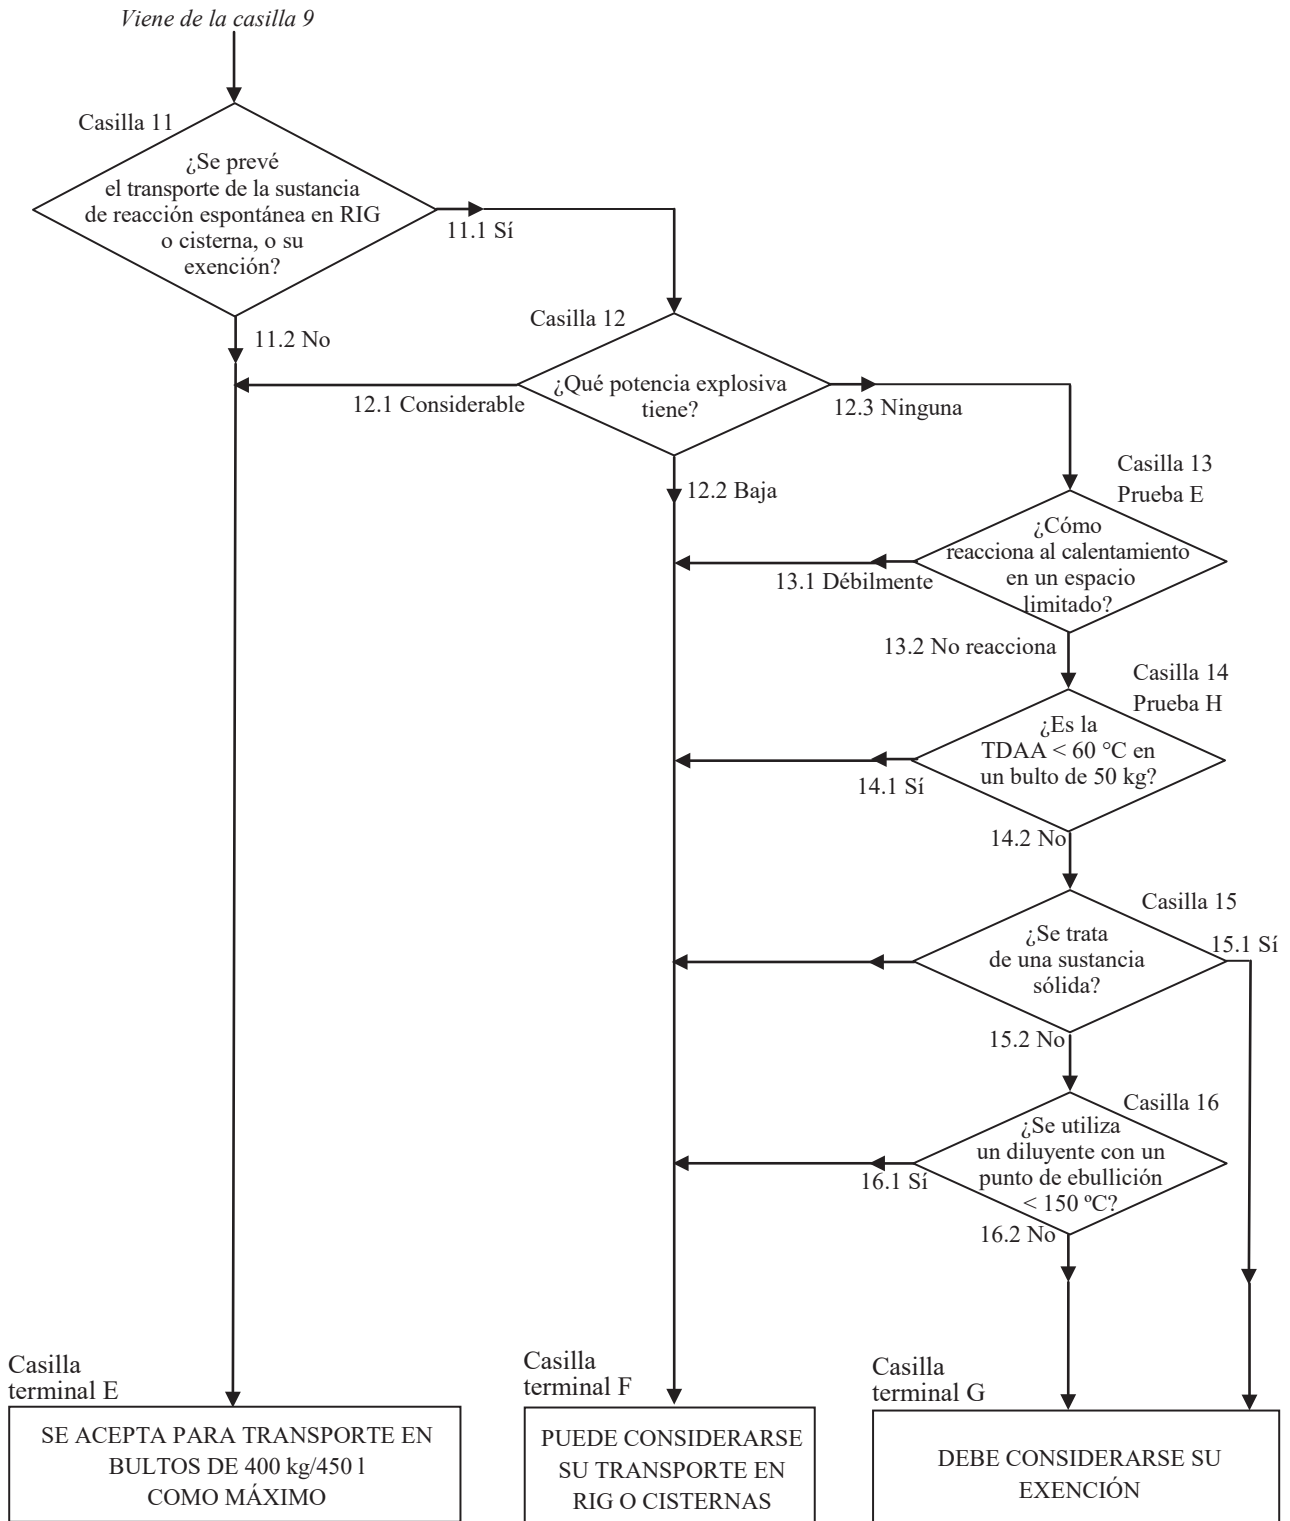 Viene de la casilla 9
Casilla 11
¿Se prevé
el transporte de la sustancia
de reacción espontánea en RIG
o cisterna, o su
exención?
11.1 Sí
11.2 No
Casilla 12
¿Qué potencia explosiva
tiene?
12.1 Considerable
12.3 Ninguna
12.2 Baja
Casilla 13
Prueba E
¿Cómo
reacciona al calentamiento
en un espacio
limitado?
13.1 Débilmente
13.2 No reacciona
Casilla 14
Prueba H
¿Es la
TDAA < 60 °C en
un bulto de 50 kg?
14.1 Sí
14.2 No
Casilla 15
¿Se trata
de una sustancia
sólida?
15.1 Sí
15.2 No
Casilla 16
¿Se utiliza
un diluyente con un
punto de ebullición
< 150 ºC?
16.1 Sí
16.2 No
Casilla
terminal E
SE ACEPTA PARA TRANSPORTE EN
BULTOS DE 400 kg/450 l
COMO MÁXIMO
Casilla
terminal F
PUEDE CONSIDERARSE
SU TRANSPORTE EN
RIG O CISTERNAS
Casilla
terminal G
DEBE CONSIDERARSE SU
EXENCIÓN